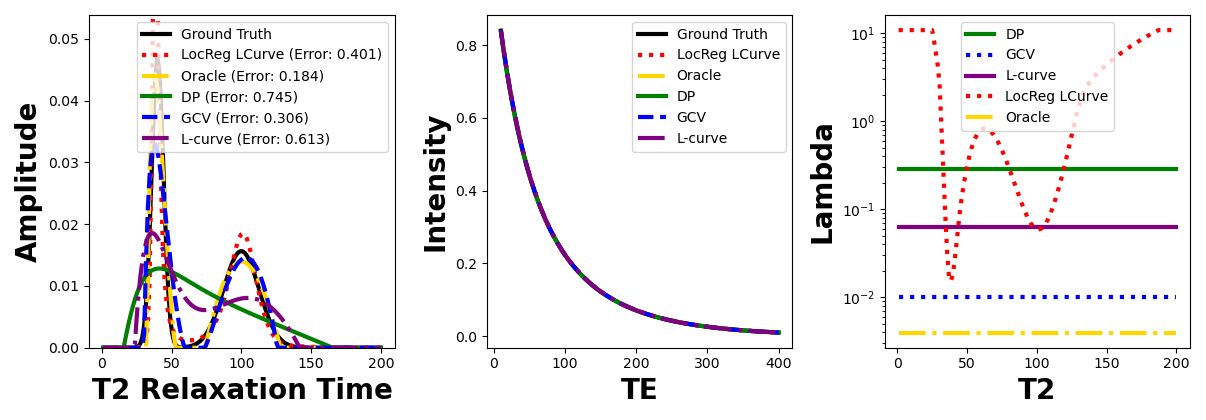 Amplitude
0.05
0.04
0.03
0.02
0.01
0.00
0
50
100
150
200
T2 Relaxation Time
Ground Truth
LocReg LCurve (Error: 0.401)
Oracle (Error: 0.184)
DP (Error: 0.745)
GCV (Error: 0.306)
L-curve (Error: 0.613)
Intensity
0.8
0.6
0.4
0.2
0.0
0
100
200
300
400
TE
Ground Truth
LocReg LCurve
Oracle
DP
GCV
L-curve
Lambda
10¹
10⁰
10⁻¹
10⁻²
0
50
100
150
200
T2
DP
GCV
L-curve
LocReg LCurve
Oracle